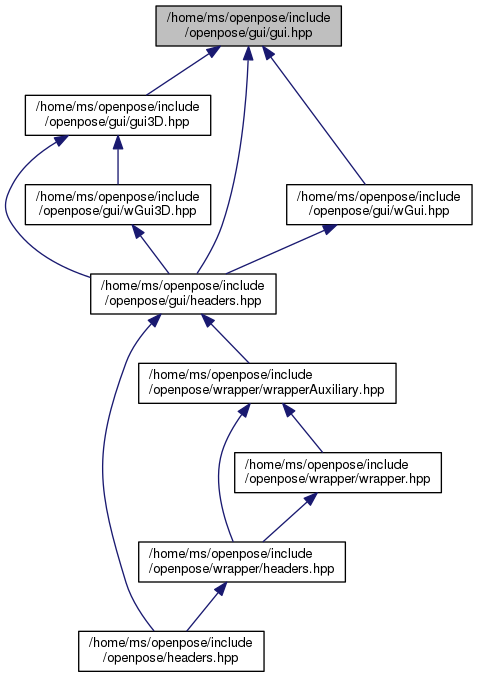 /home/ms/openpose/include
/openpose/gui/gui.hpp
/home/ms/openpose/include
/openpose/gui/gui3D.hpp
/home/ms/openpose/include
/openpose/gui/wGui3D.hpp
/home/ms/openpose/include
/openpose/gui/wGui.hpp
/home/ms/openpose/include
/openpose/gui/headers.hpp
/home/ms/openpose/include
/openpose/wrapper/wrapperAuxiliary.hpp
/home/ms/openpose/include
/openpose/wrapper/wrapper.hpp
/home/ms/openpose/include
/openpose/wrapper/headers.hpp
/home/ms/openpose/include
/openpose/headers.hpp